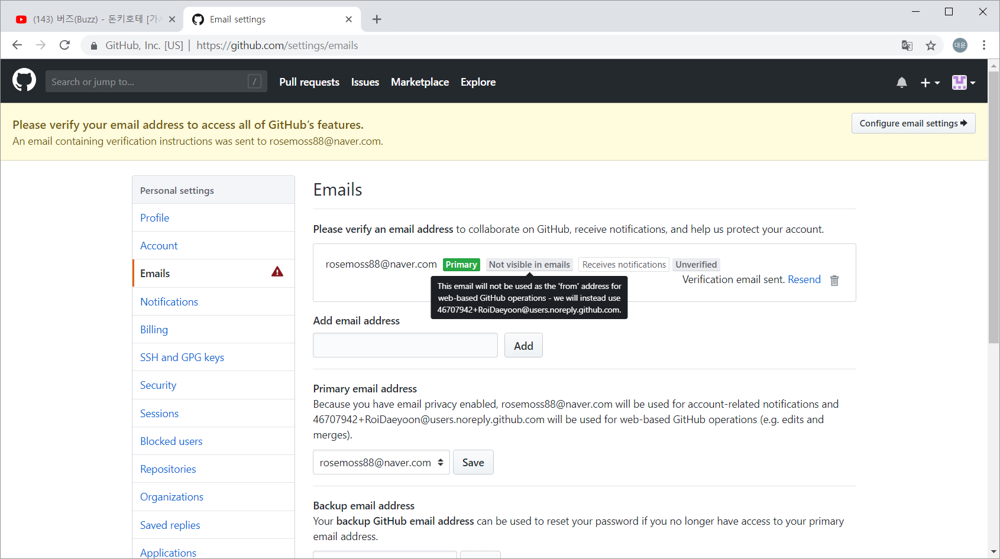 (143) 버즈(Buzz) - 돈키호테 [가
Email settings
GitHub, Inc. [US] | https://github.com/settings/emails
대윤
Search or jump to...
/
Pull requests
Issues
Marketplace
Explore
Please verify your email address to access all of GitHub's features.
Configure email settings
An email containing verification instructions was sent to rosemoss88@naver.com.
Personal settings
Profile
Account
Emails
Notifications
Billing
SSH and GPG keys
Security
Sessions
Blocked users
Repositories
Organizations
Saved replies
Applications
Emails
Please verify an email address to collaborate on GitHub, receive notifications, and help us protect your account.
rosemoss88@naver.com Primary Not visible in emails Receives notifications Unverified
Verification email sent. Resend
This email will not be used as the 'from' address for
web-based GitHub operations - we will instead use
46707942+RoiDaeyoon@users.noreply.github.com.
Add email address
Add
Primary email address
Because you have email privacy enabled, rosemoss88@naver.com will be used for account-related notifications and
46707942+RoiDaeyoon@users.noreply.github.com will be used for web-based GitHub operations (e.g. edits and
merges).
rosemoss88@naver.com
Save
Backup email address
Your backup GitHub email address can be used to reset your password if you no longer have access to your primary
email address.